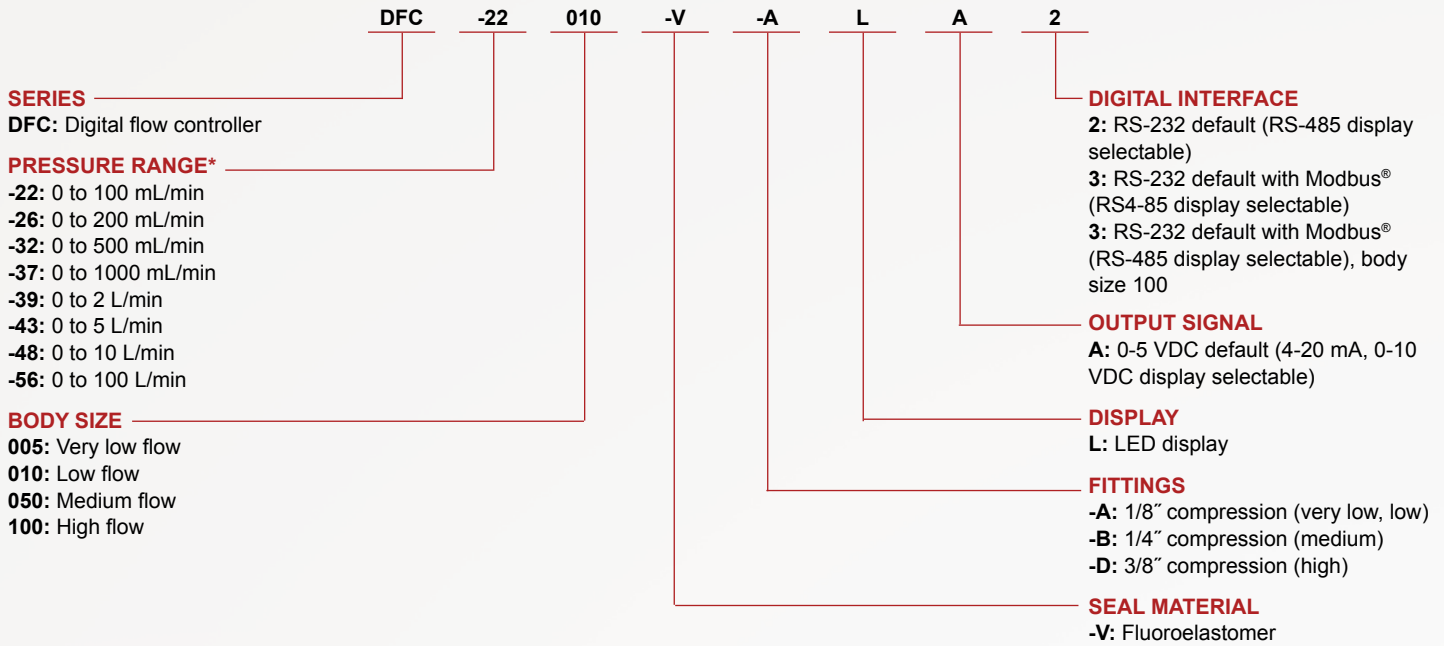 DFC -22 010 -V -A L A 2
SERIES
DFC: Digital flow controller
PRESSURE RANGE*
-22: 0 to 100 mL/min
-26: 0 to 200 mL/min
-32: 0 to 500 mL/min
-37: 0 to 1000 mL/min
-39: 0 to 2 L/min
-43: 0 to 5 L/min
-48: 0 to 10 L/min
-56: 0 to 100 L/min
BODY SIZE
005: Very low flow
010: Low flow
050: Medium flow
100: High flow
DIGITAL INTERFACE
2: RS-232 default (RS-485 display
selectable)
3: RS-232 default with Modbus®
(RS4-85 display selectable)
3: RS-232 default with Modbus®
(RS-485 display selectable), body
size 100
OUTPUT SIGNAL
A: 0-5 VDC default (4-20 mA, 0-10
VDC display selectable)
DISPLAY
L: LED display
FITTINGS
-A: 1/8˝ compression (very low, low)
-B: 1/4˝ compression (medium)
-D: 3/8˝ compression (high)
SEAL MATERIAL
-V: Fluoroelastomer